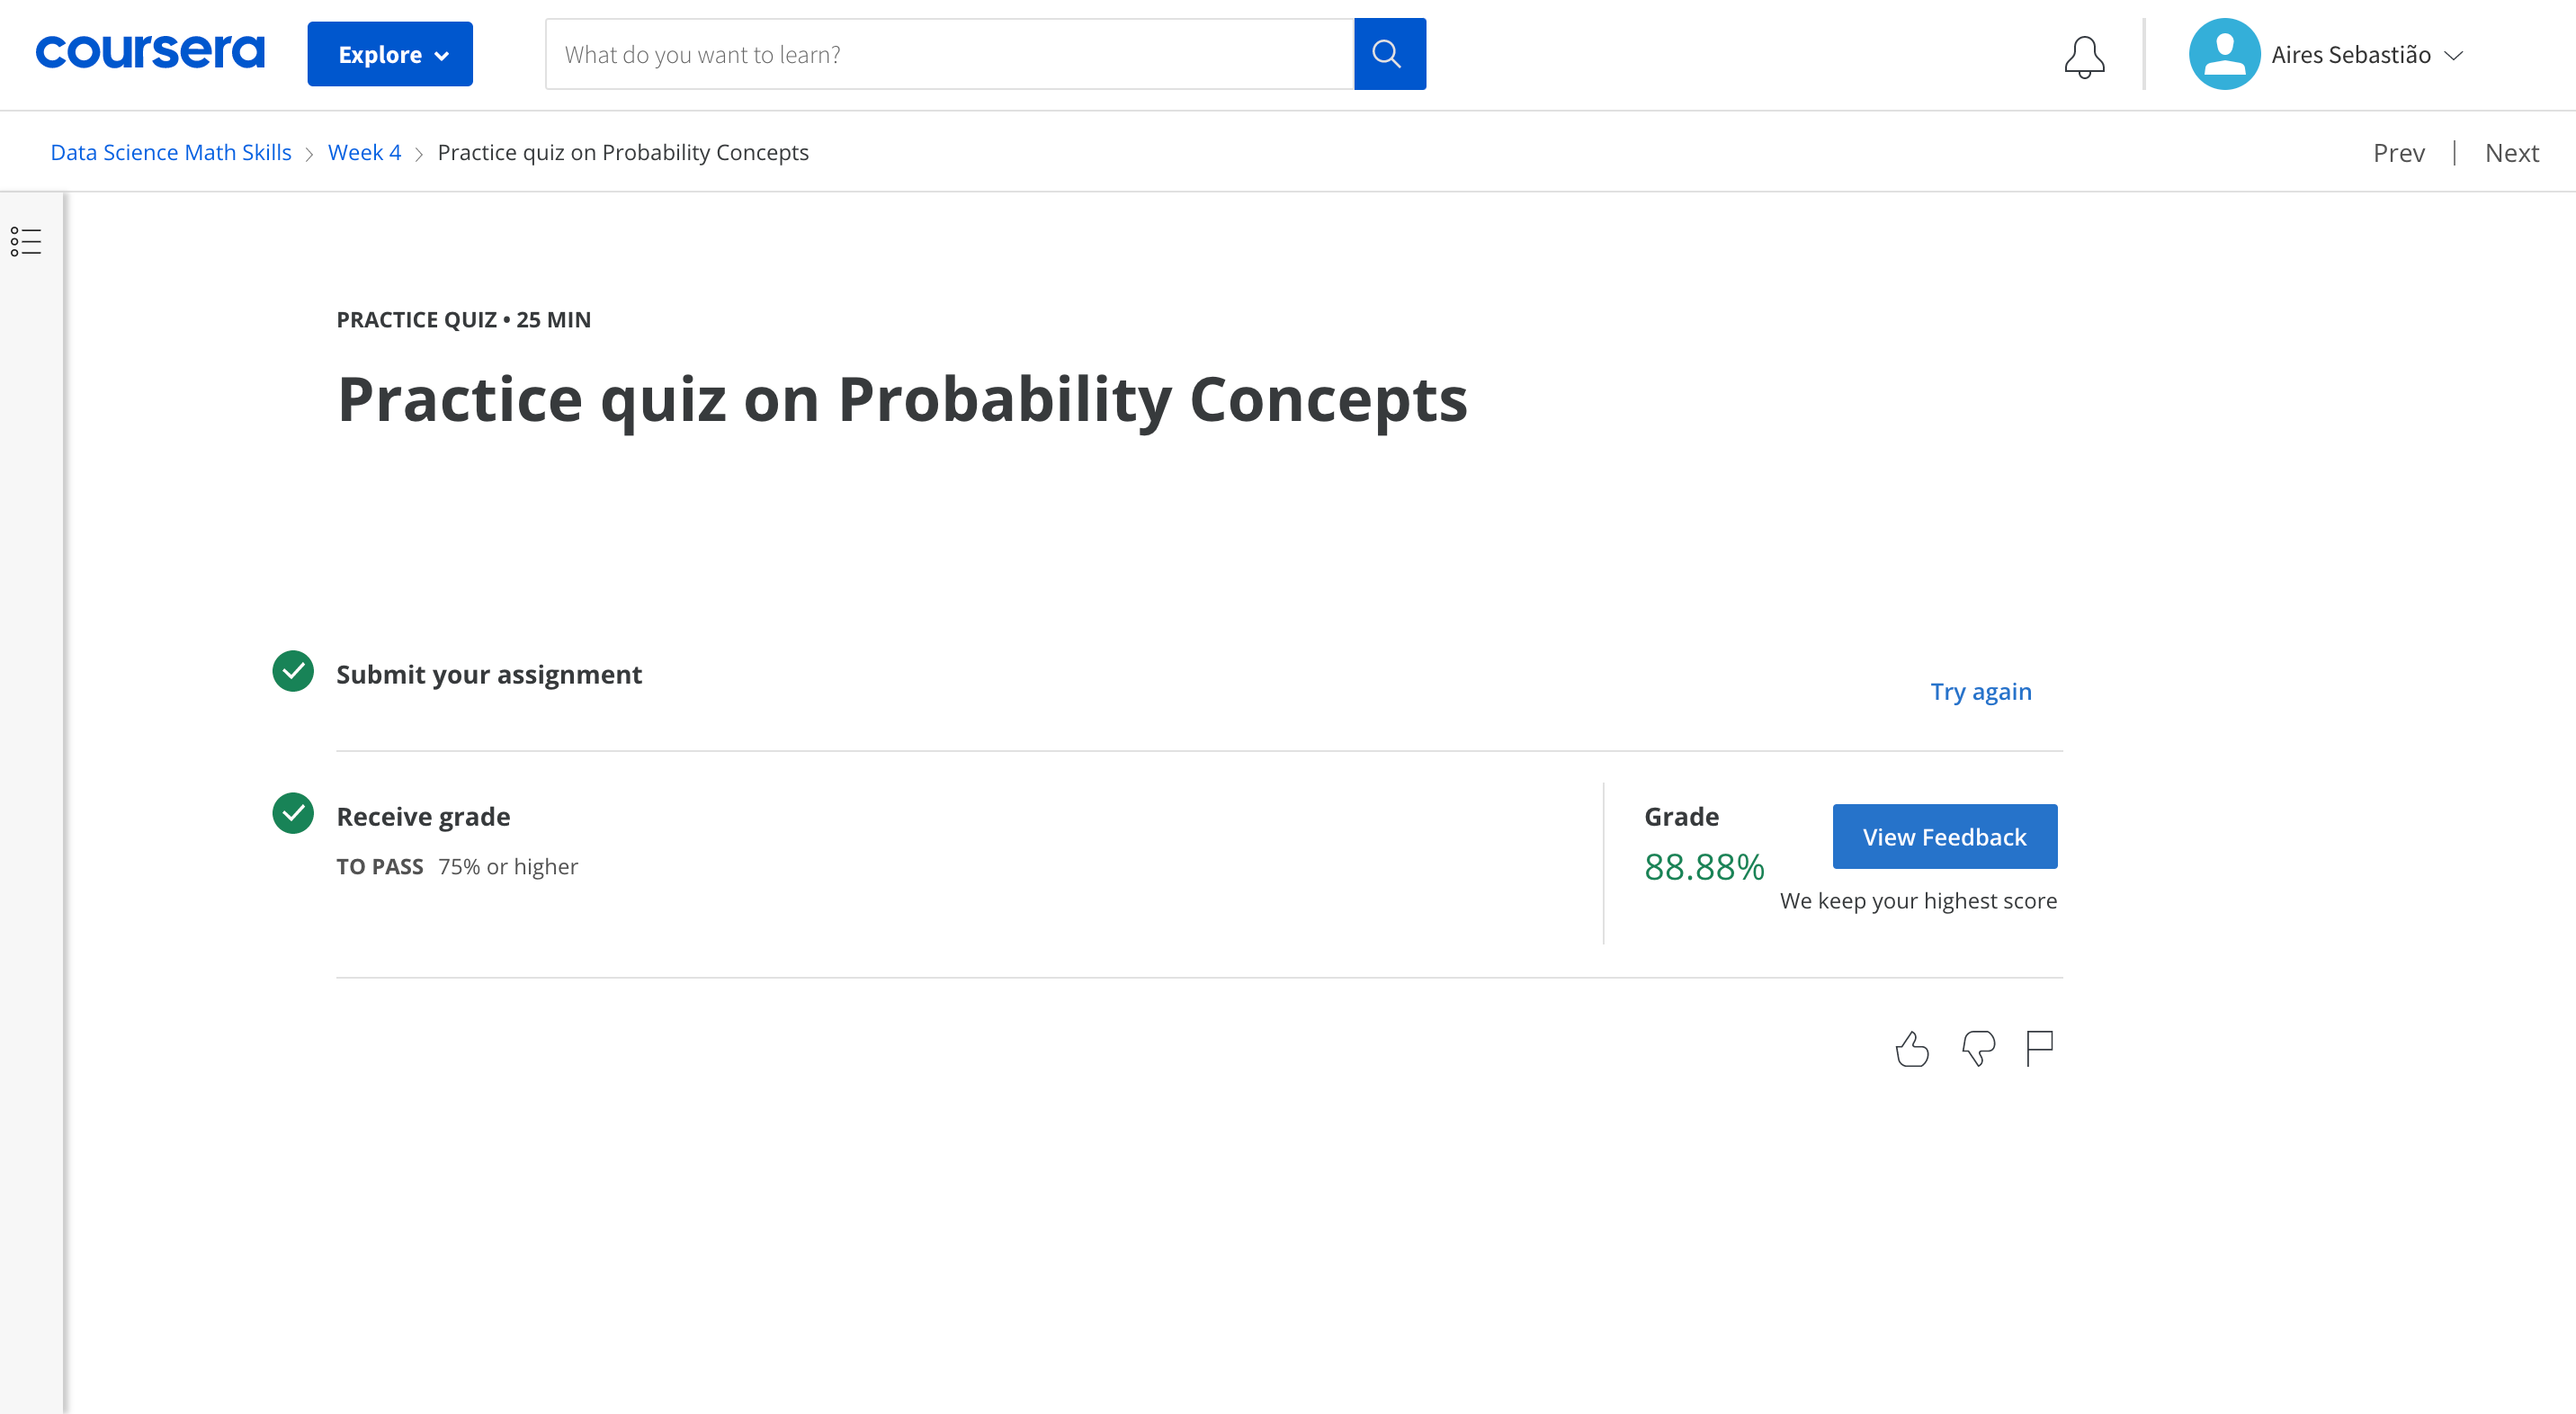 coursera
Explore
What do you want to learn?
Aires Sebastião
Data Science Math Skills > Week 4 > Practice quiz on Probability Concepts
Prev | Next
PRACTICE QUIZ • 25 MIN
Practice quiz on Probability Concepts
Submit your assignment
Try again
Receive grade
TO PASS 75% or higher
Grade
88.88%
View Feedback
We keep your highest score